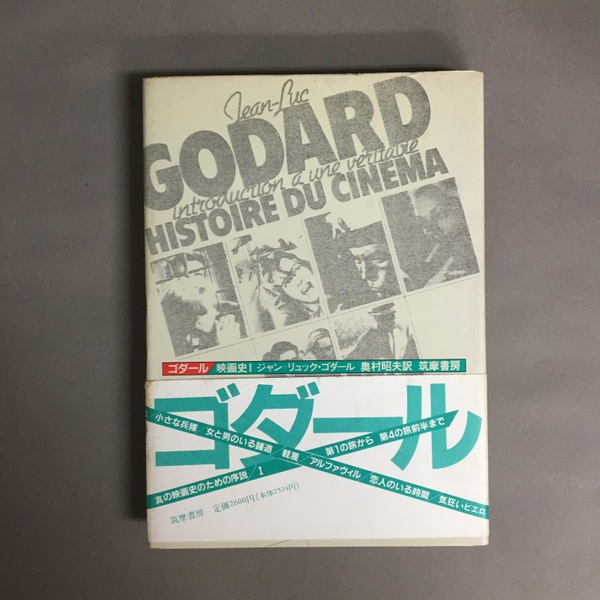 Jean-Luc
GODARD
introduction à une véritable
HISTOIRE DU CINEMA
ゴダール 映画史I ジャン リュック・ゴダール 奥村昭夫訳 筑摩書房
ゴダール
小さな兵隊 女と男のいる舗道 軽蔑 アルファヴィル 恋人のいる時間 気狂いピエロ
第1の旅から 第4の旅前半まで
真の映画史のための序説 I
筑摩書房 定価2600円(本体2524円)